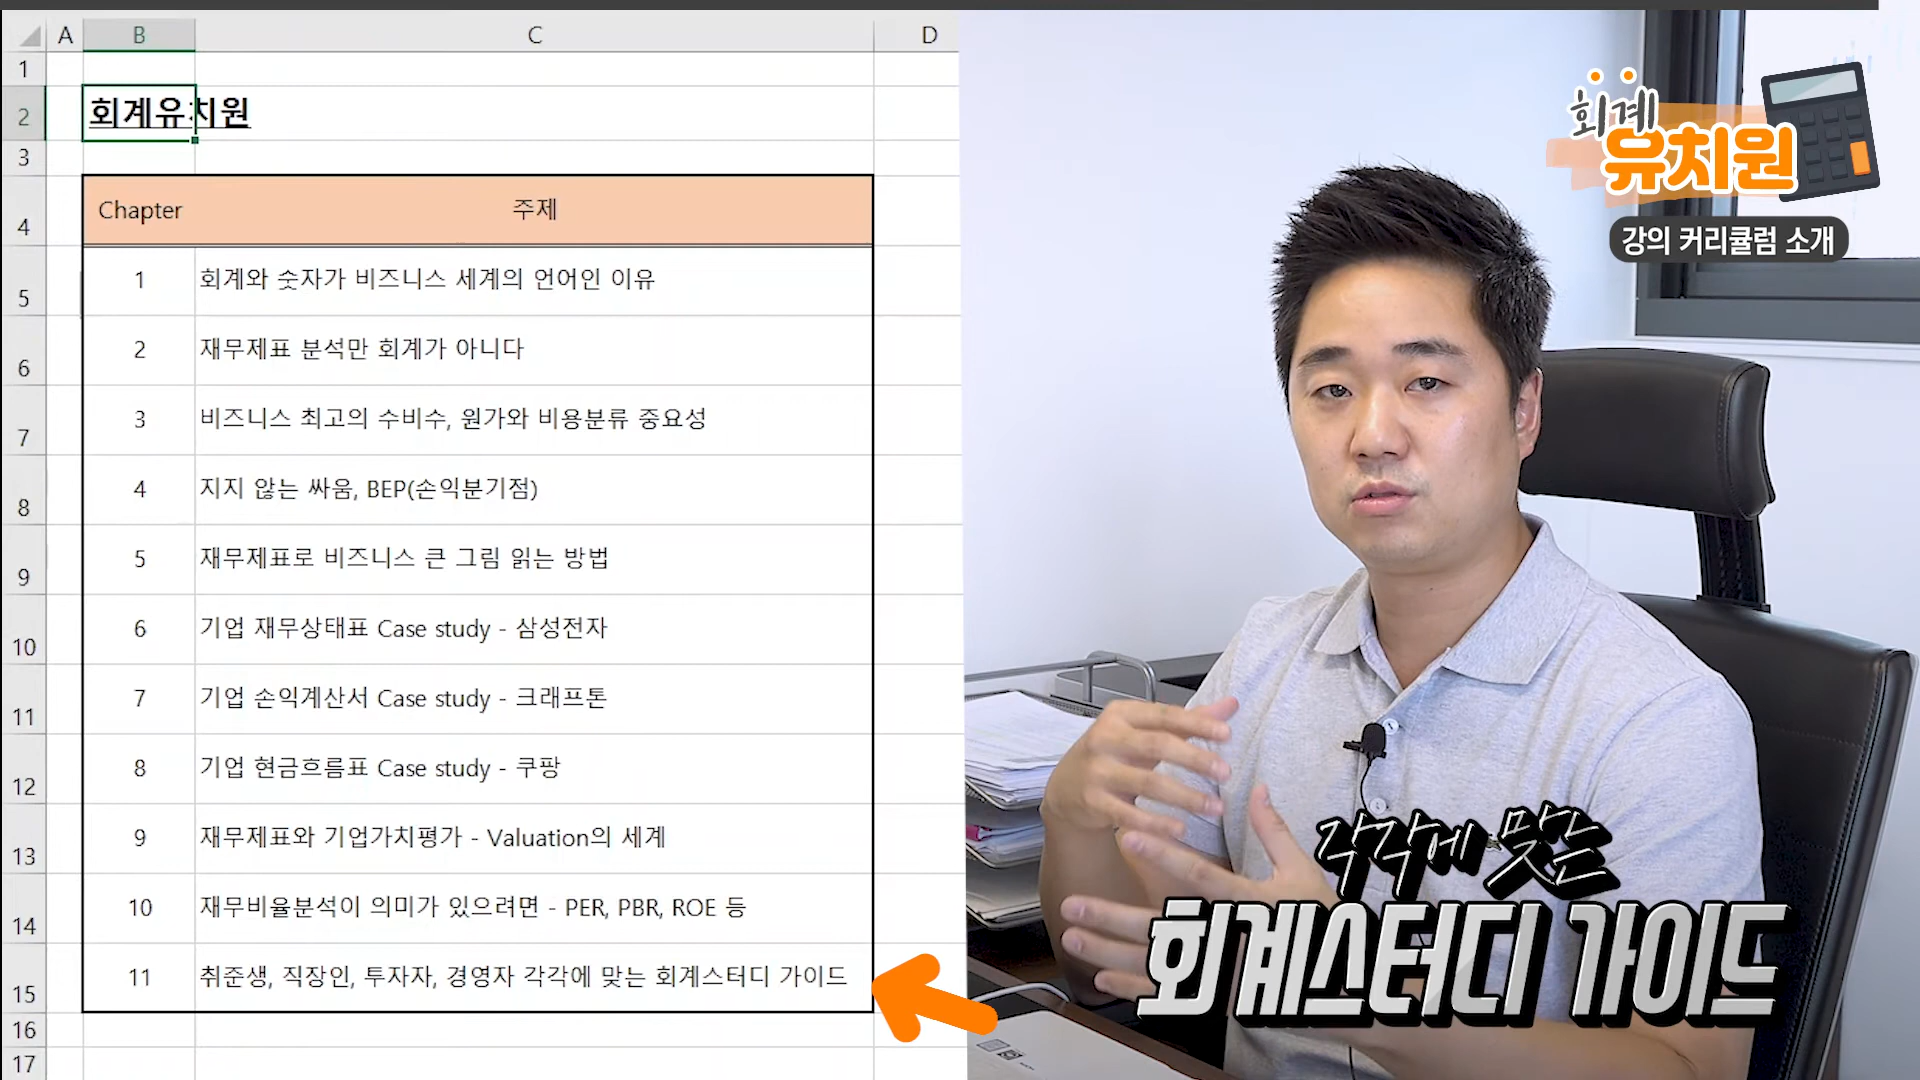 A B C D
1
2 회계유치원
3
4 Chapter 주제
5 1 회계와 숫자가 비즈니스 세계의 언어인 이유
6 2 재무제표 분석만 회계가 아니다
7 3 비즈니스 최고의 수비수, 원가와 비용분류 중요성
8 4 지지 않는 싸움, BEP(손익분기점)
9 5 재무제표로 비즈니스 큰 그림 읽는 방법
10 6 기업 재무상태표 Case study - 삼성전자
11 7 기업 손익계산서 Case study - 크래프톤
12 8 기업 현금흐름표 Case study - 쿠팡
13 9 재무제표와 기업가치평가 - Valuation의 세계
14 10 재무비율분석이 의미가 있으려면 - PER, PBR, ROE 등
15 11 취준생, 직장인, 투자자, 경영자 각각에 맞는 회계스터디 가이드
16
17
회계
유치원
강의 커리큘럼 소개
각각에 맞는
회계스터디 가이드